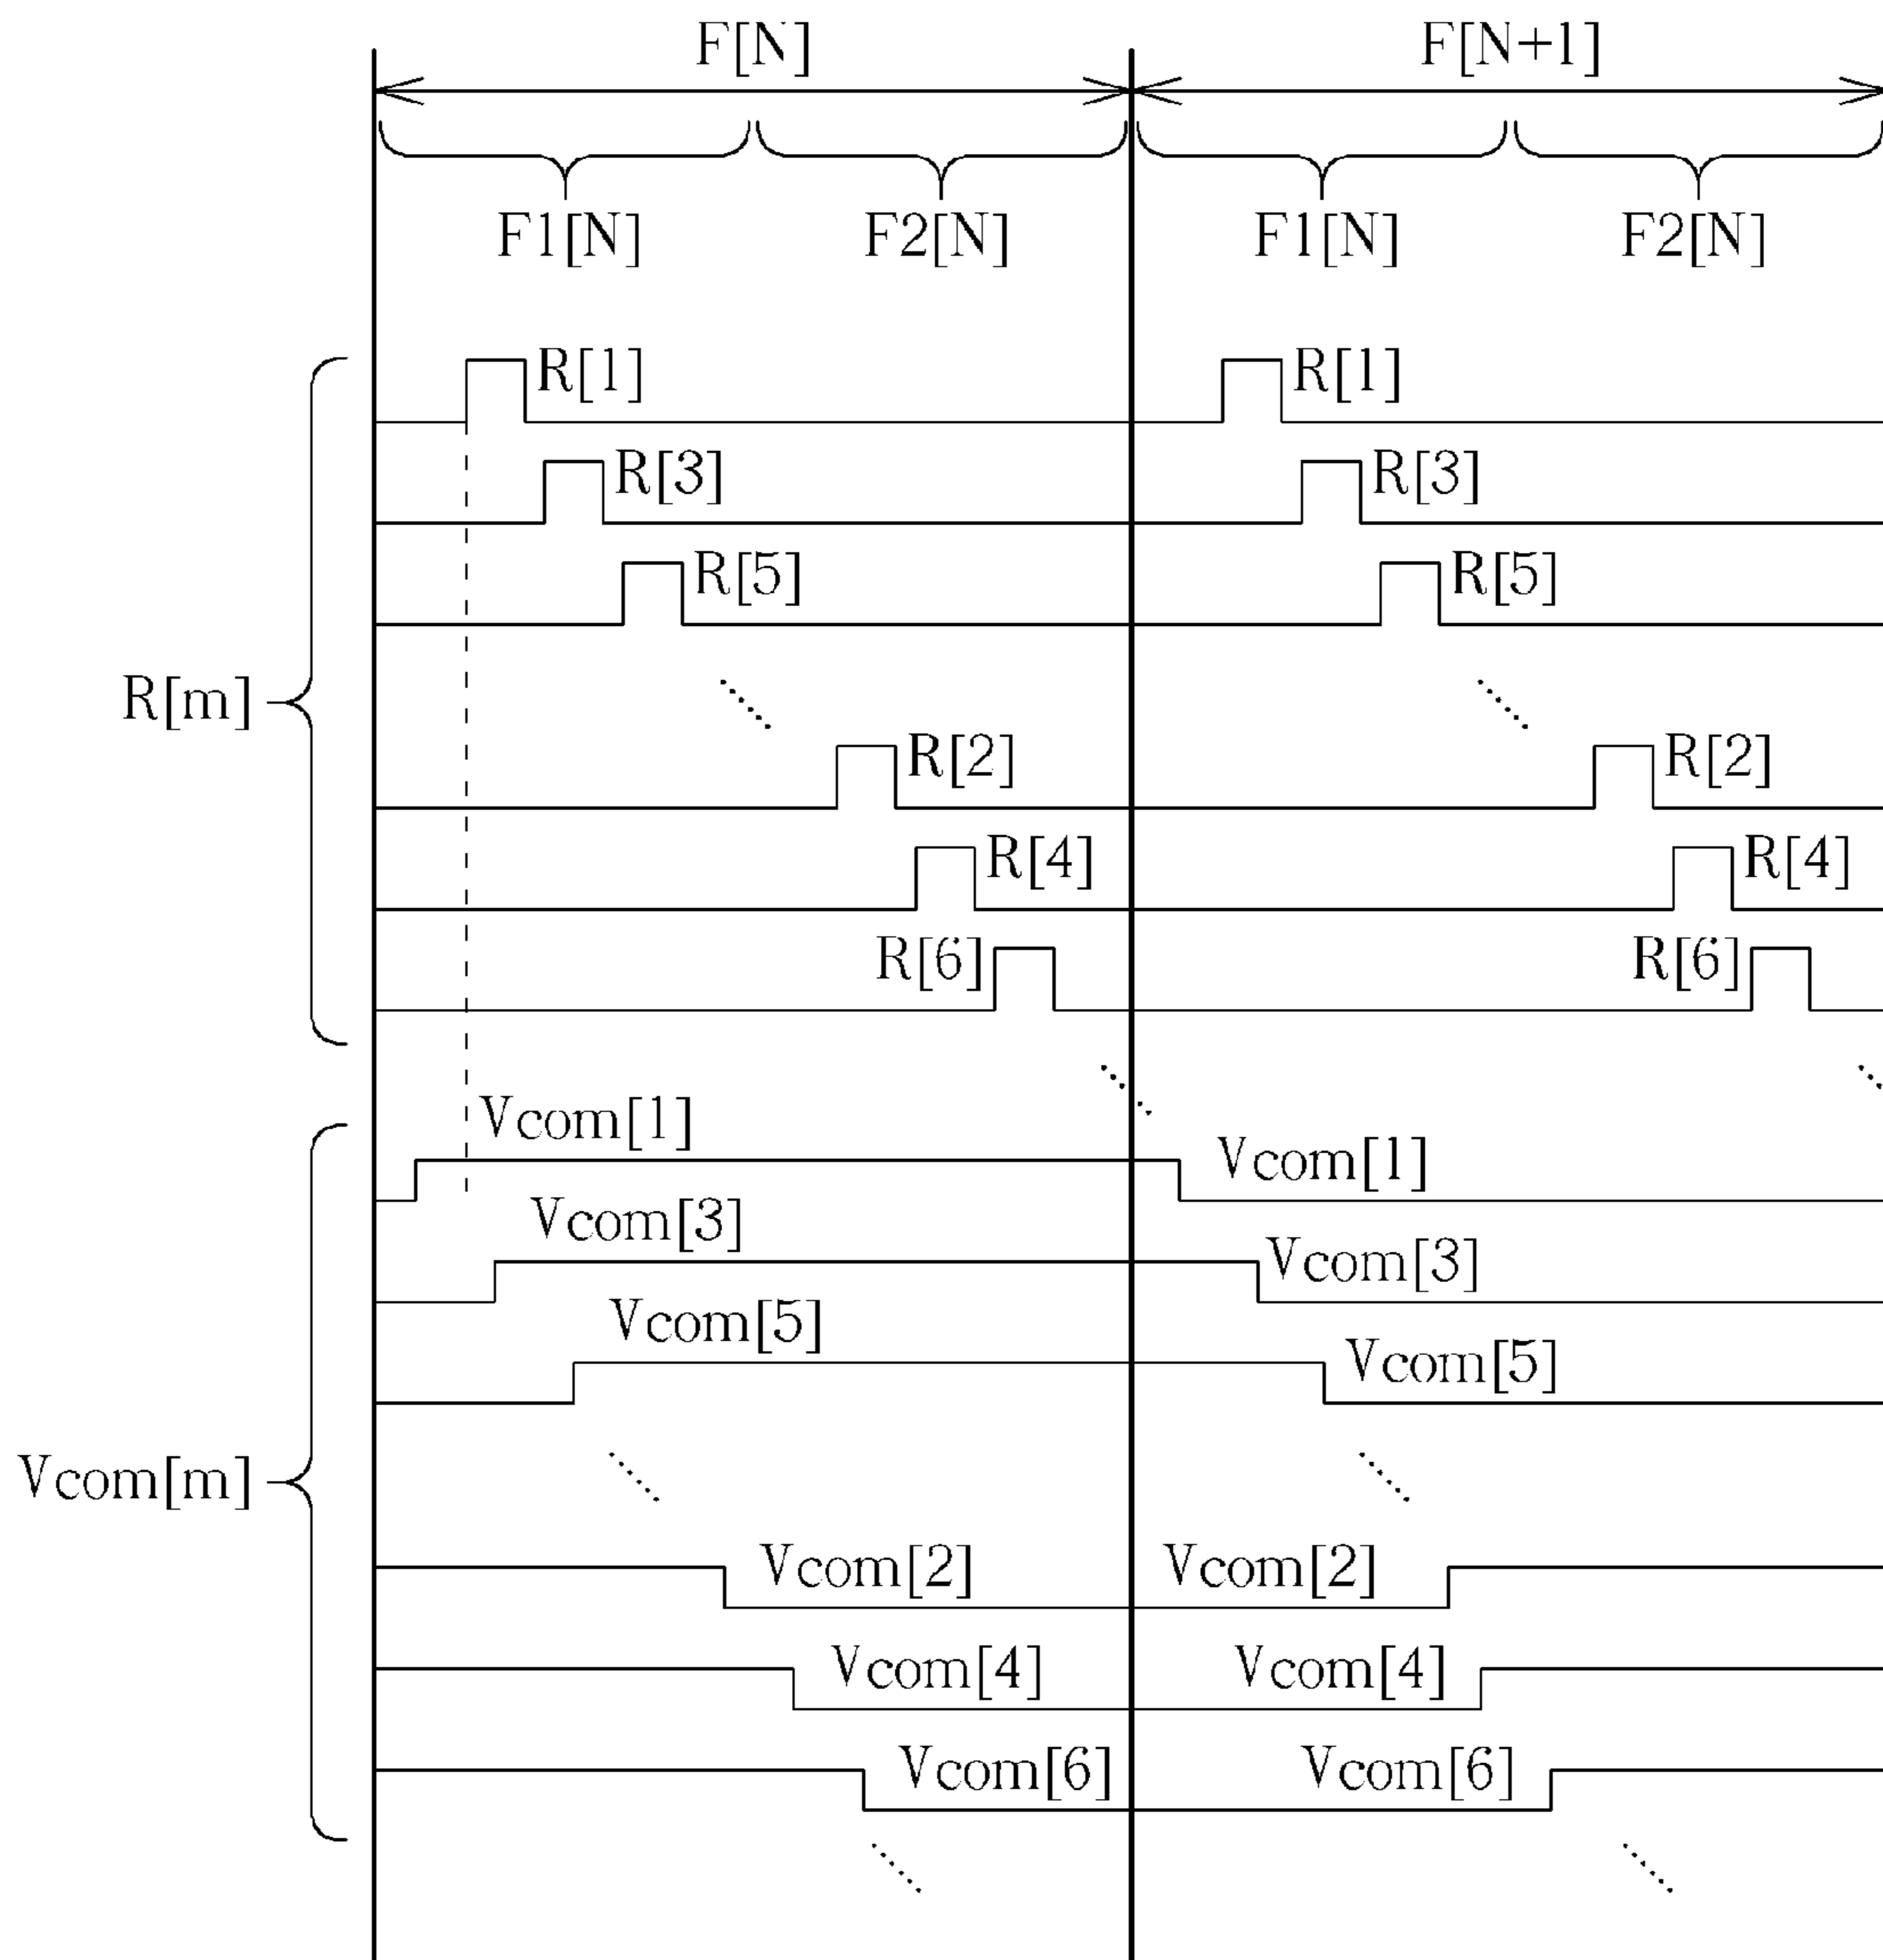 F[N] F[N+1]
F1[N] F2[N] F1[N] F2[N]
R[1] R[1]
R[3] R[3]
R[5] R[5]
R[m]
R[2] R[2]
R[4] R[4]
R[6] R[6]
Vcom[1] Vcom[1]
Vcom[3] Vcom[3]
Vcom[5] Vcom[5]
Vcom[m]
Vcom[2] Vcom[2]
Vcom[4] Vcom[4]
Vcom[6] Vcom[6]